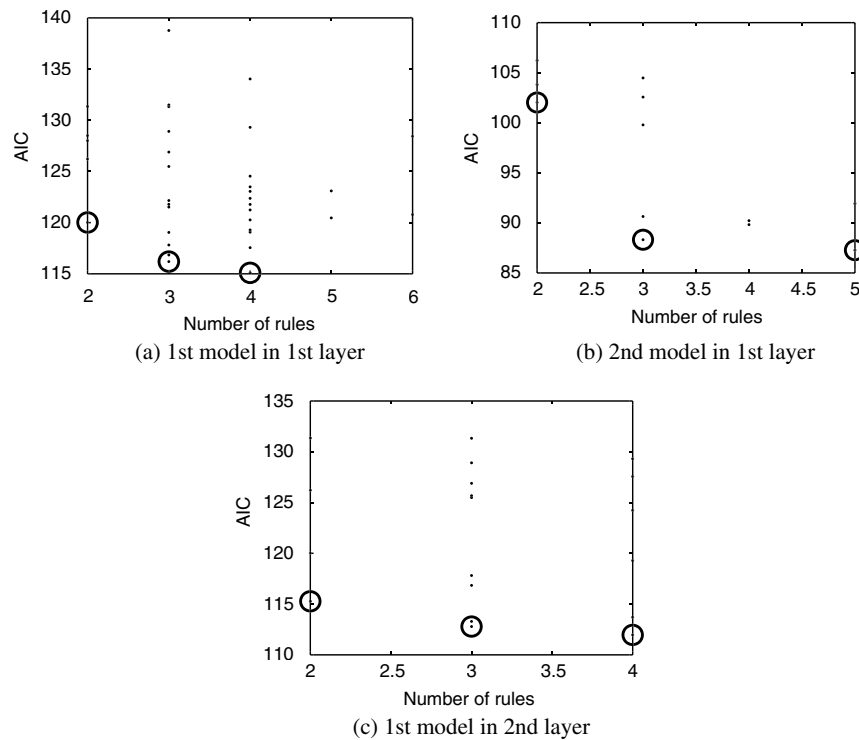 140
135
130
125
120
115
AIC
2 3 4 5 6
Number of rules
(a) 1st model in 1st layer
110
105
100
95
90
85
AIC
2 2.5 3 3.5 4 4.5 5
Number of rules
(b) 2nd model in 1st layer
135
130
125
120
115
110
AIC
2 2.5 3 3.5 4
Number of rules
(c) 1st model in 2nd layer